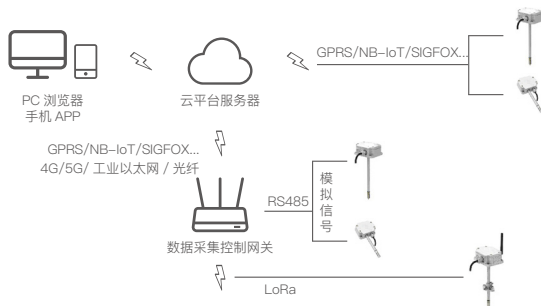 GPRS/NB-IoT/SIGFOX...
PC 浏览器
手机 APP
云平台服务器
GPRS/NB-IoT/SIGFOX...
4G/5G/ 工业以太网 / 光纤
RS485
模拟信号
数据采集控制网关
LoRa